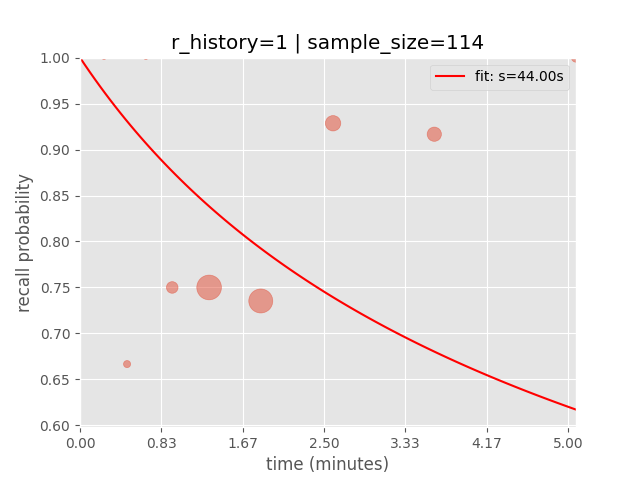 r_history=1 | sample_size=114
fit: s=44.00s
1.00
0.95
0.90
0.85
0.80
0.75
0.70
0.65
0.60
recall probability
0.00 0.83 1.67 2.50 3.33 4.17 5.00
time (minutes)